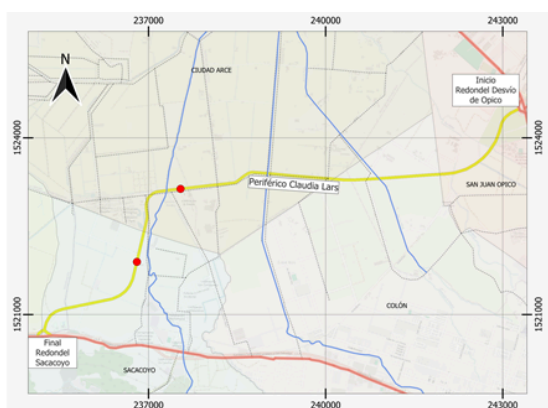 237000
240000
243000
N
CIUDAD ARCE
Inicio
Redondel Desvío
de Opico
1524000
1524000
Periférico Claudia Lars
SAN JUAN OPICO
1521000
1521000
COLÓN
Final
Redondel
Sacacoyo
SACACOYO
237000
240000
243000